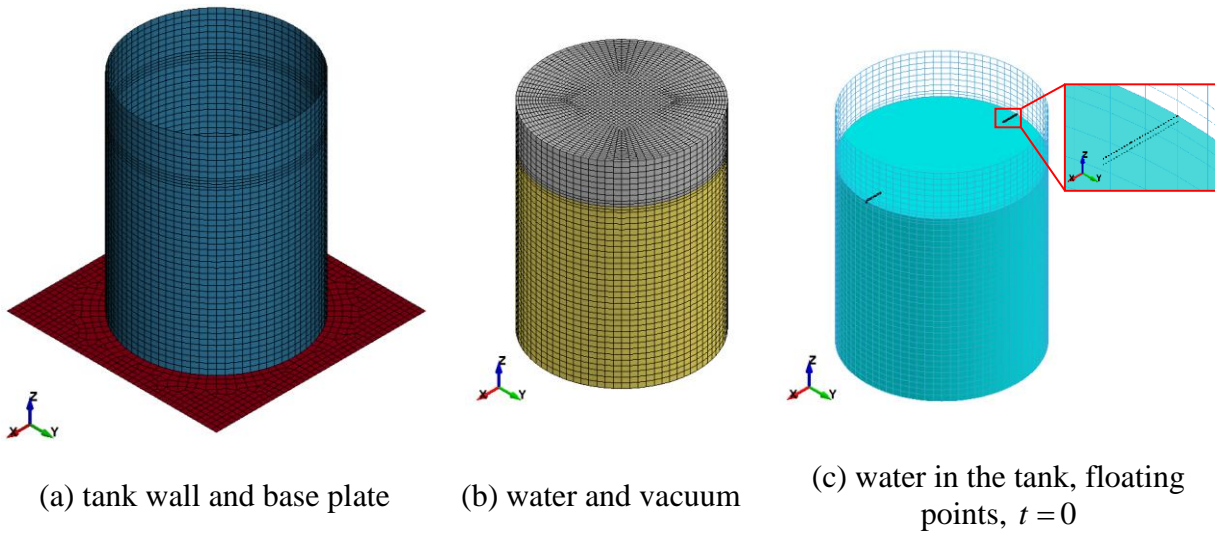 Z
X
Y
Z
X
Y
Z
X
Y
Z
X
Y
(a) tank wall and base plate
(b) water and vacuum
(c) water in the tank, floating
points, t = 0